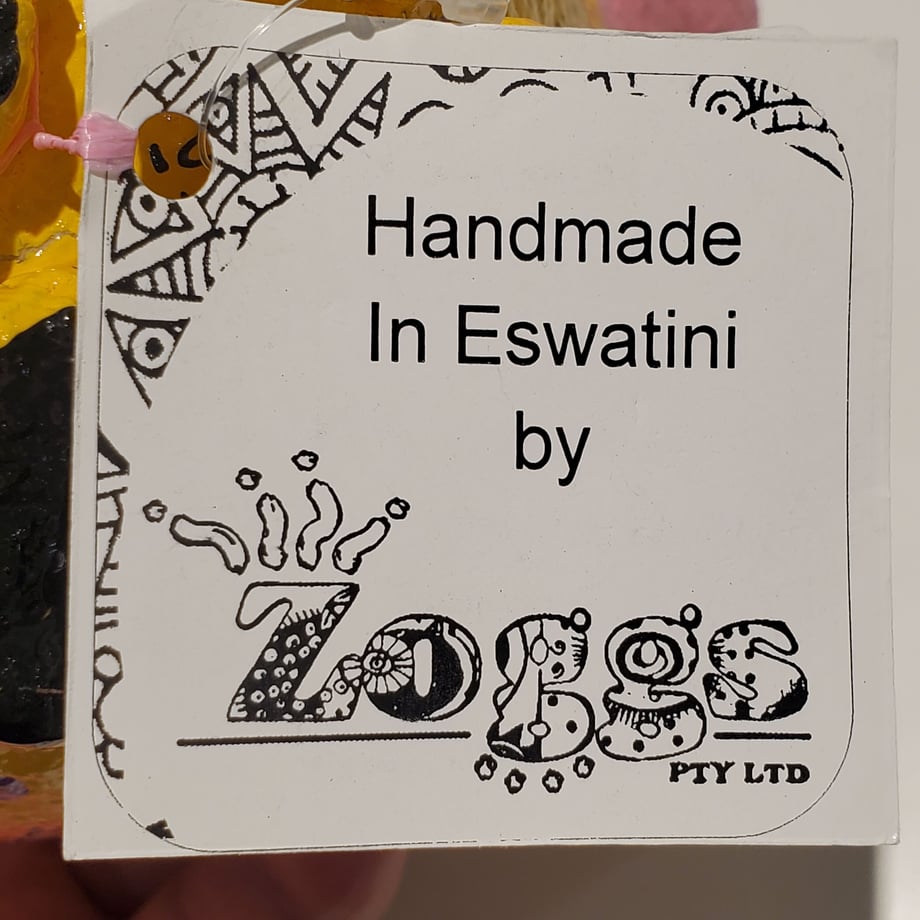 Handmade
In Eswatini
by
Zoggs
PTY LTD